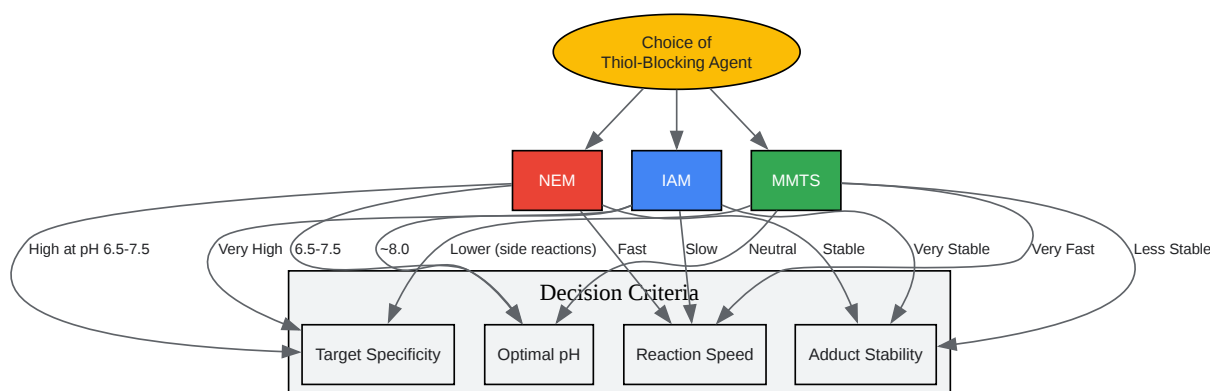 Choice of
Thiol-Blocking Agent
NEM
IAM
MMTS
High at pH 6.5-7.5
Very High
6.5-7.5
~8.0
Lower (side reactions)
Fast
Slow
Neutral
Stable
Very Stable
Very Fast
Less Stable
Decision Criteria
Target Specificity
Optimal pH
Reaction Speed
Adduct Stability